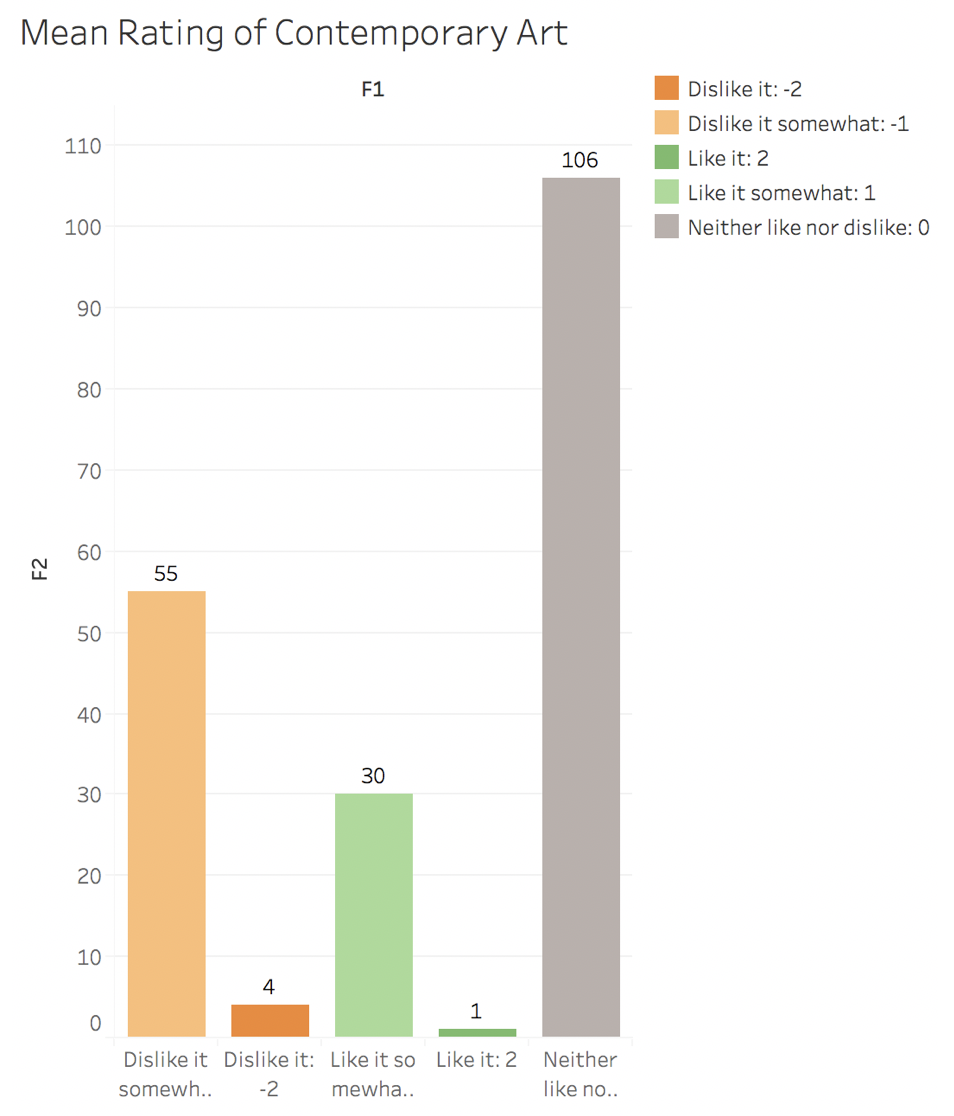 Mean Rating of Contemporary Art
F1
Dislike it: -2
Dislike it somewhat: -1
Like it: 2
Like it somewhat: 1
Neither like nor dislike: 0
110
100
90
80
70
60
50
40
30
20
10
0
F2
55
4
30
1
106
Dislike it
somewh..
Dislike it:
-2
Like it so
mewha..
Like it: 2
Neither
like no..